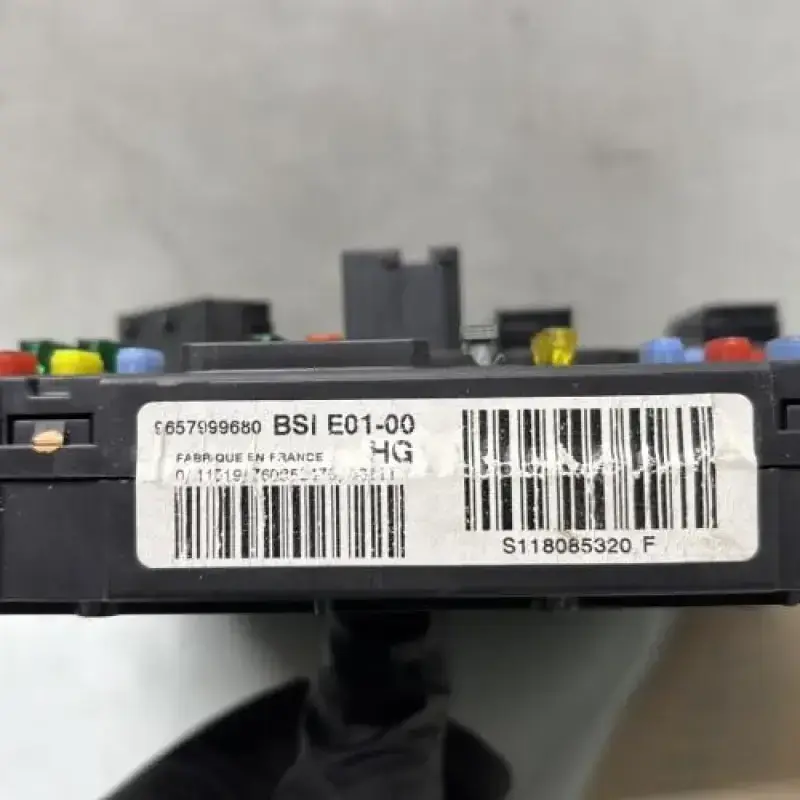 9657999680 BSI E01-00
HG
FABRIQUE EN FRANCE
S118085320 F